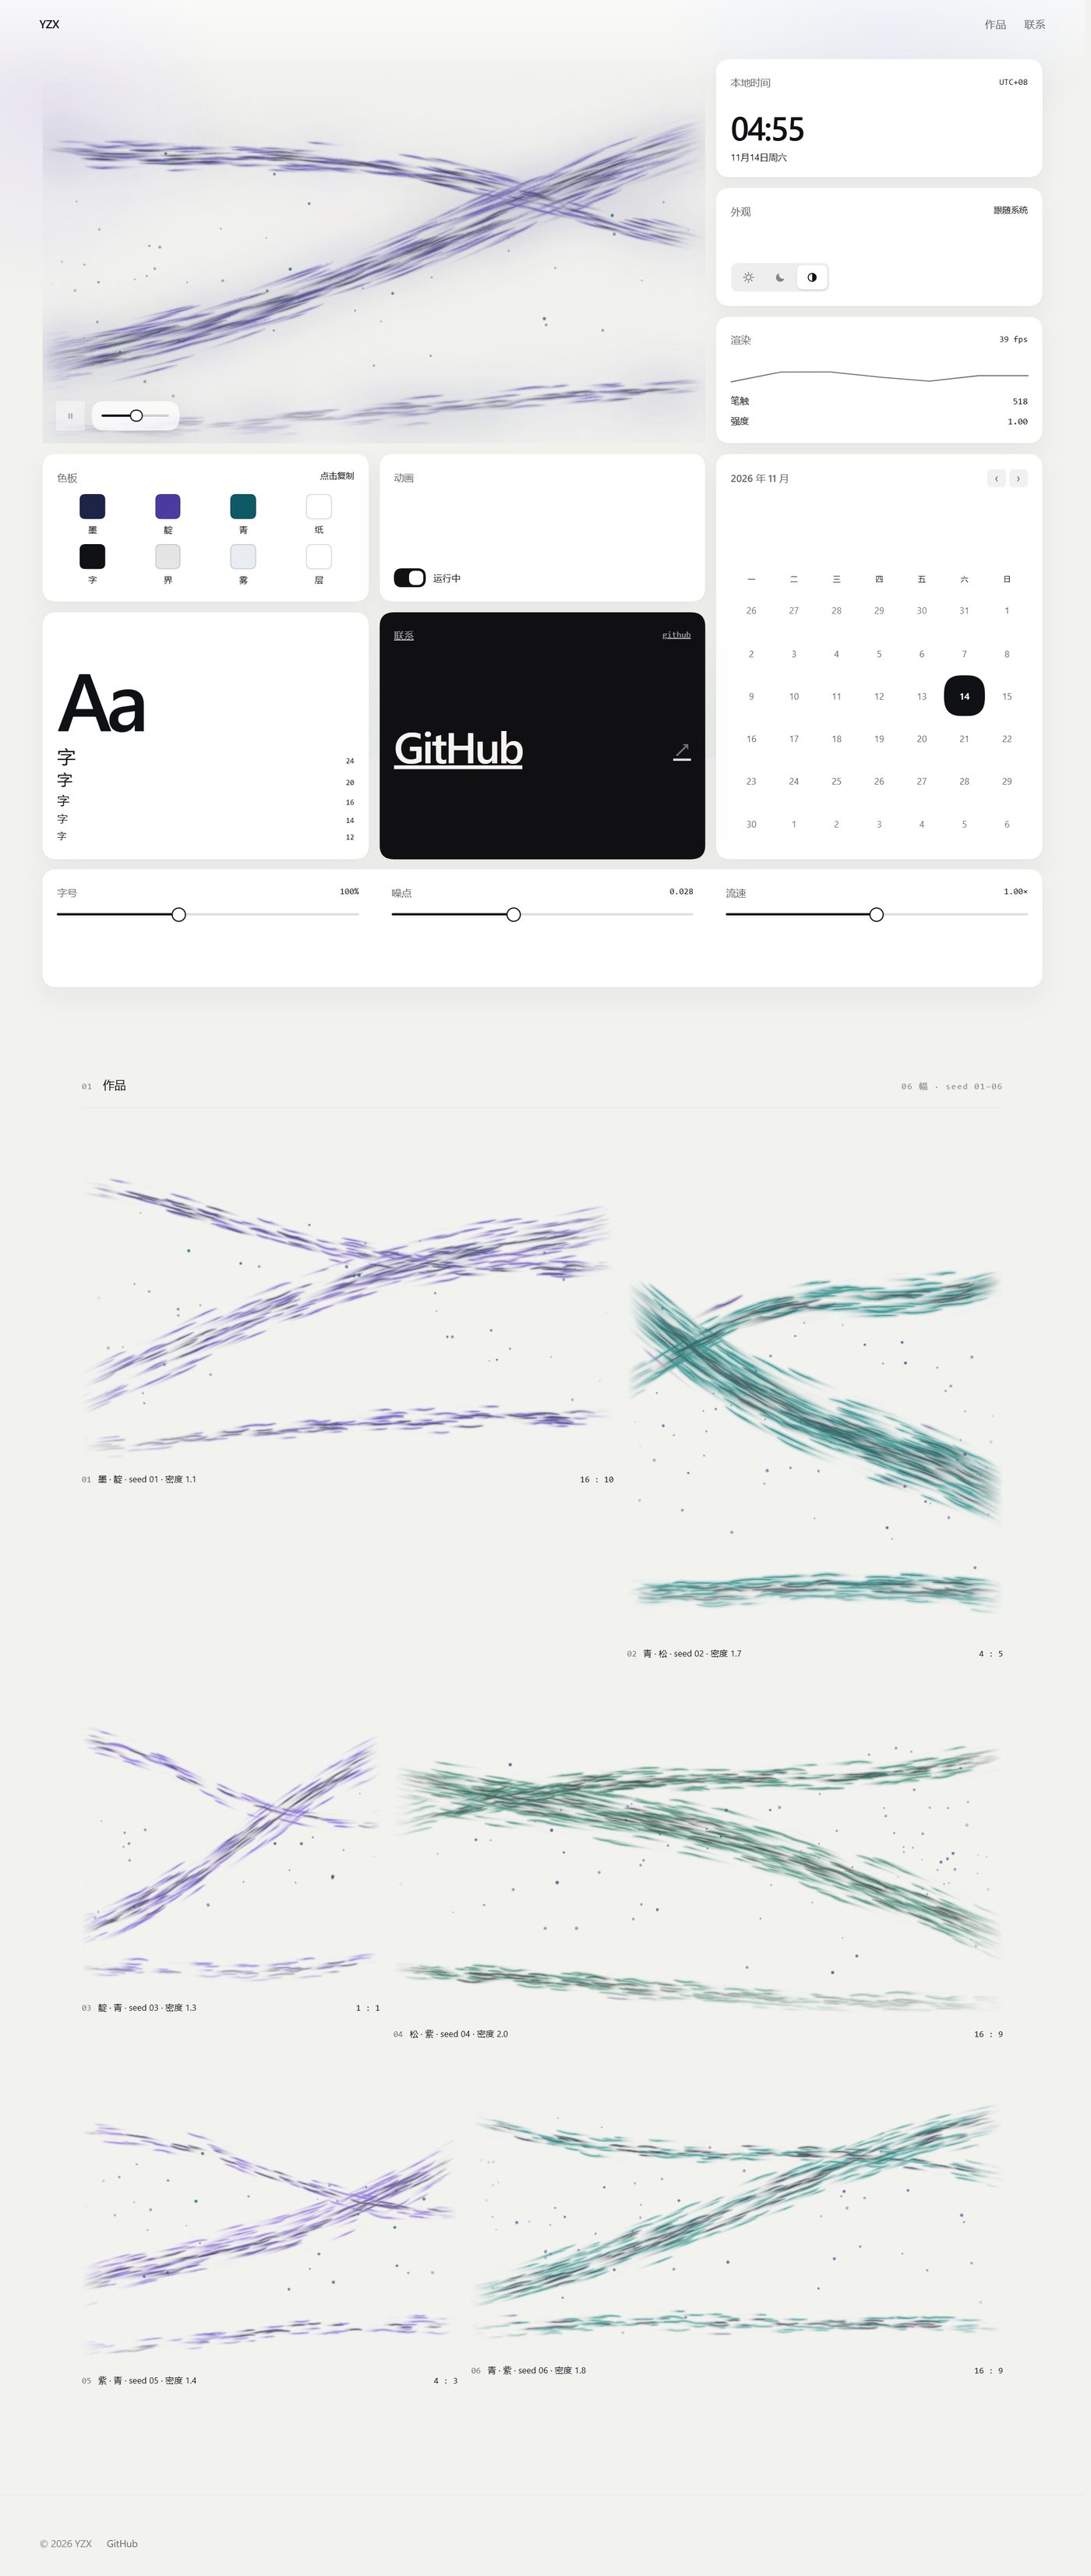 YZX
作品
联系
本地时间
UTC+08
04:55
11月14日周六
外观
跟随系统
渲染
39 fps
笔触
518
强度
1.00
色板
点击复制
墨
靛
青
纸
字
界
雾
层
动画
运行中
2026 年 11 月
一 二 三 四 五 六 日
26 27 28 29 30 31 1
2 3 4 5 6 7 8
9 10 11 12 13 14 15
16 17 18 19 20 21 22
23 24 25 26 27 28 29
30 1 2 3 4 5 6
Aa
字 24
字 20
字 16
字 14
字 12
联系
github
GitHub
↗
字号 100%
噪点 0.028
流速 1.00×
01 作品
06 幅 · seed 01–06
01 墨 · 靛 · seed 01 · 密度 1.1
16 : 10
02 青 · 松 · seed 02 · 密度 1.7
4 : 5
03 靛 · 青 · seed 03 · 密度 1.3
1 : 1
04 松 · 紫 · seed 04 · 密度 2.0
16 : 9
05 紫 · 青 · seed 05 · 密度 1.4
4 : 3
06 青 · 紫 · seed 06 · 密度 1.8
16 : 9
© 2026 YZX
GitHub